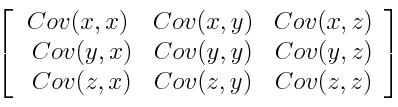 Cov(x, x) Cov(x, y) Cov(x, z)
Cov(y, x) Cov(y, y) Cov(y, z)
Cov(z, x) Cov(z, y) Cov(z, z)